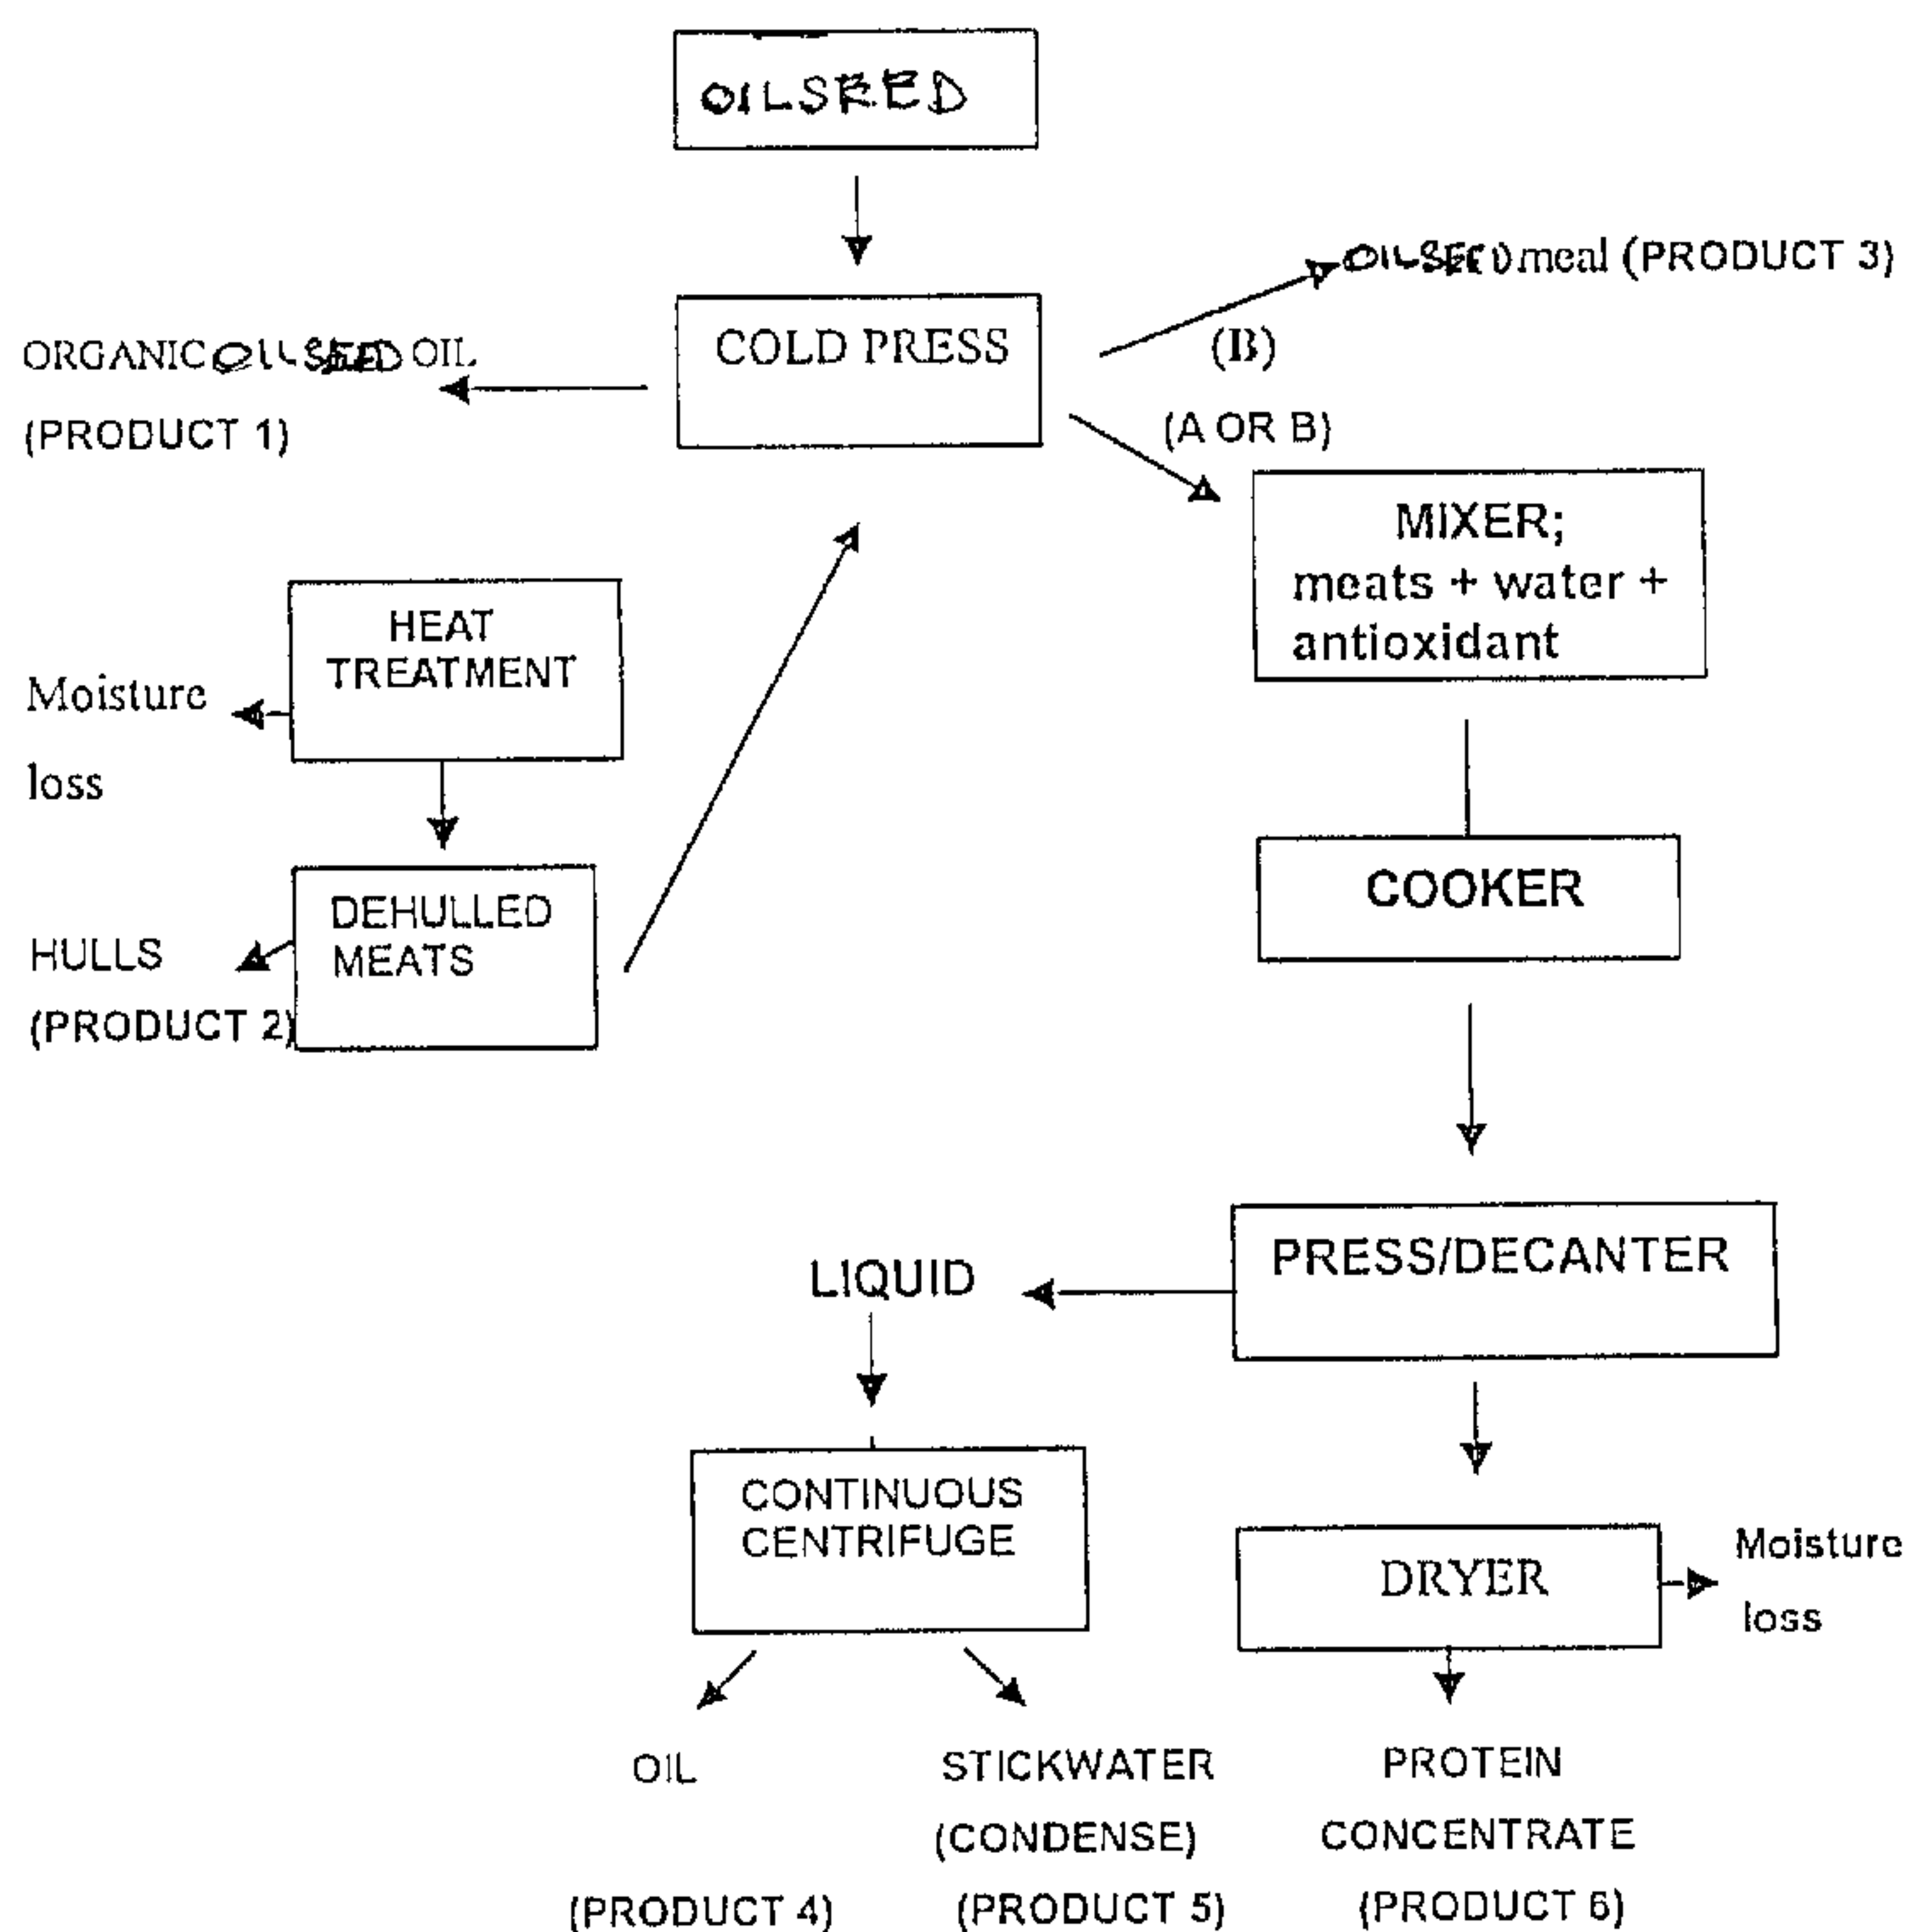 OILSEED
OILSEED meal (PRODUCT 3)
COLD PRESS
ORGANIC OILSEED OIL
(B)
(PRODUCT 1)
(A OR B)
MIXER;
meats + water +
antioxidant
HEAT
TREATMENT
Moisture
loss
COOKER
DEHULLED
MEATS
HULLS
(PRODUCT 2)
PRESS/DECANTER
LIQUID
CONTINUOUS
CENTRIFUGE
DRYER
Moisture
loss
OIL
(PRODUCT 4)
STICKWATER
(CONDENSE)
(PRODUCT 5)
PROTEIN
CONCENTRATE
(PRODUCT 6)